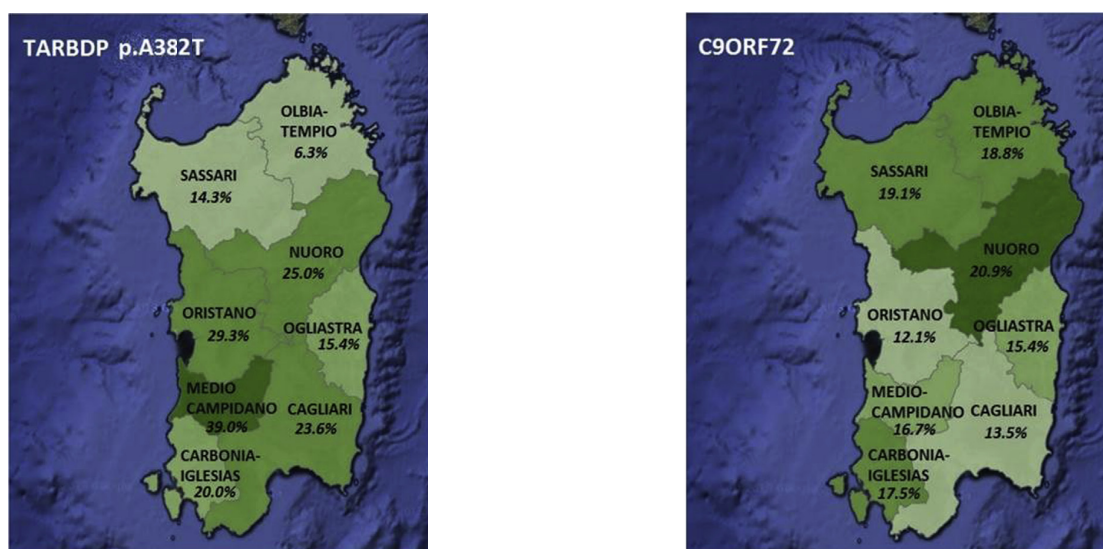 TARBDP p.A382T
OLBIA-
TEMPIO
6.3%
SASSARI
14.3%
NUORO
25.0%
ORISTANO
29.3%
OGLIASTRA
15.4%
MEDIO
CAMPIDANO
39.0%
CAGLIARI
23.6%
CARBONIA-
IGLESIAS
20.0%
C9ORF72
OLBIA-
TEMPIO
18.8%
SASSARI
19.1%
NUORO
20.9%
ORISTANO
12.1%
OGLIASTRA
15.4%
MEDIO-
CAMPIDANO
16.7%
CAGLIARI
13.5%
CARBONIA-
IGLESIAS
17.5%